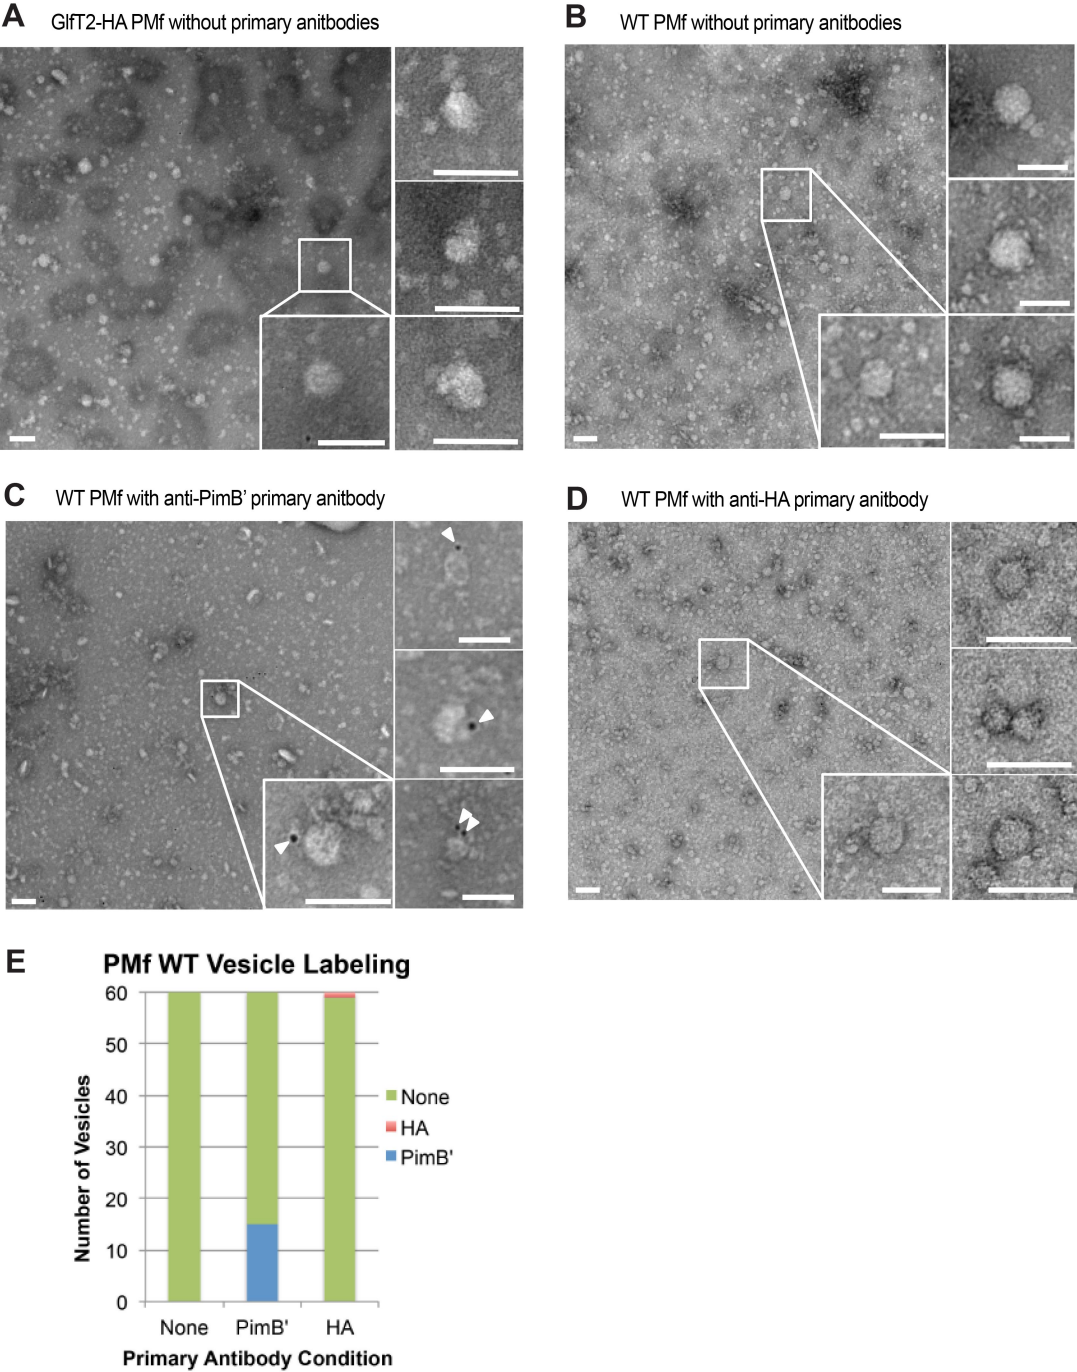 A GlfT2-HA PMf without primary anitbodies
B WT PMf without primary anitbodies
C WT PMf with anti-PimB' primary anitbody
D WT PMf with anti-HA primary anitbody
E
PMf WT Vesicle Labeling
60
50
40
30
20
10
0
Number of Vesicles
None
HA
PimB'
None PimB' HA
Primary Antibody Condition